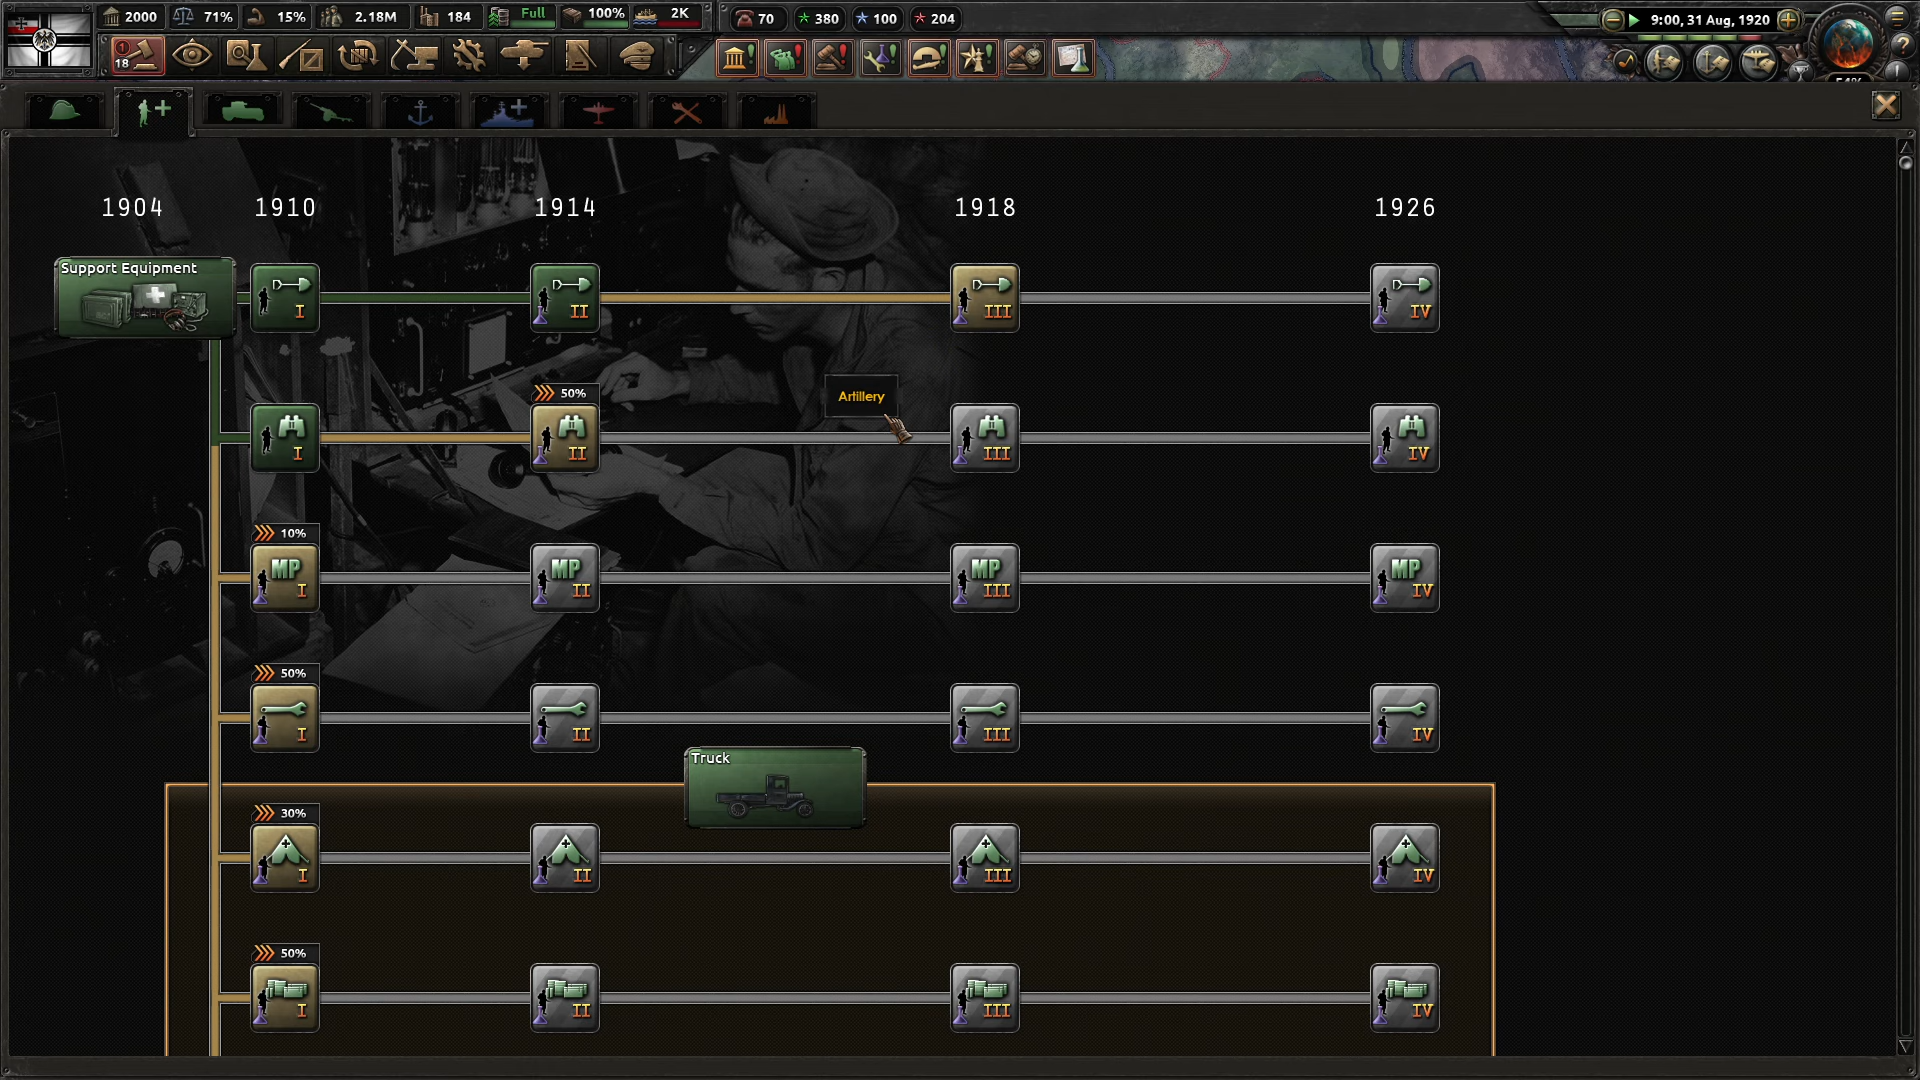 2000 71% 15% 2.18M 184 Full 100% 2K 70 380 100 204 9:00, 31 Aug, 1920
1 18
1904 1910 1914 1918 1926
Support Equipment
I II III IV
50%
Artillery
I II III IV
10%
MP I MP II MP III MP IV
50%
I II III IV
Truck
30%
I II III IV
50%
I II III IV